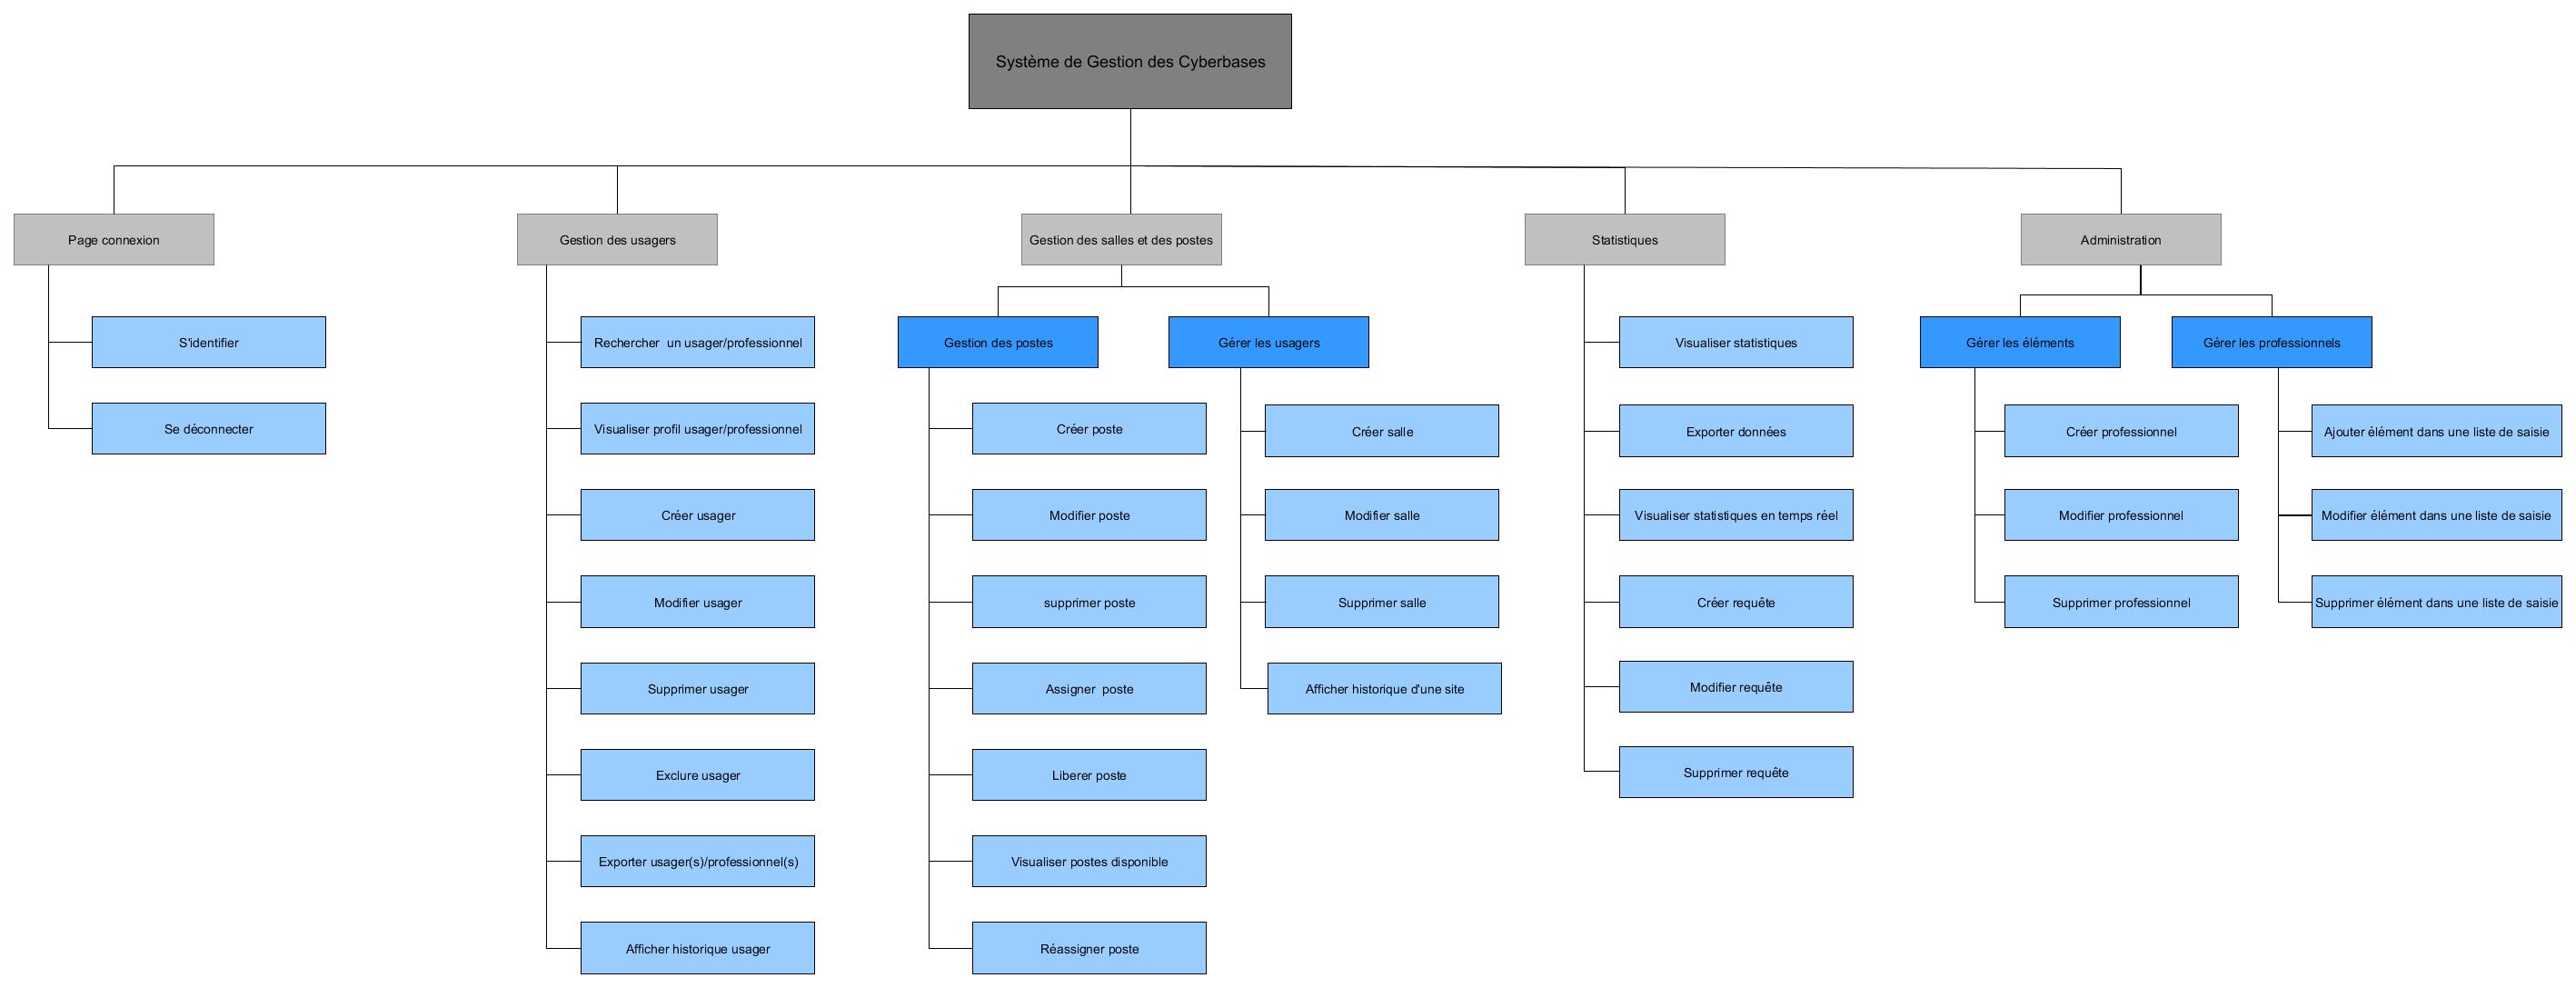 Système de Gestion des Cyberbases
Page connexion
S'identifier
Se déconnecter
Gestion des usagers
Rechercher  un usager/professionnel
Visualiser profil usager/professionnel
Créer usager
Modifier usager
Supprimer usager
Exclure usager
Exporter usager(s)/professionnel(s)
Afficher historique usager
Gestion des salles et des postes
Gestion des postes
Créer poste
Modifier poste
supprimer poste
Assigner  poste
Liberer poste
Visualiser postes disponible
Réassigner poste
Gérer les usagers
Créer salle
Modifier salle
Supprimer salle
Afficher historique d'une site
Statistiques
Visualiser statistiques
Exporter données
Visualiser statistiques en temps réel
Créer requête
Modifier requête
Supprimer requête
Administration
Gérer les éléments
Créer professionnel
Modifier professionnel
Supprimer professionnel
Gérer les professionnels
Ajouter élément dans une liste de saisie
Modifier élément dans une liste de saisie
Supprimer élément dans une liste de saisie